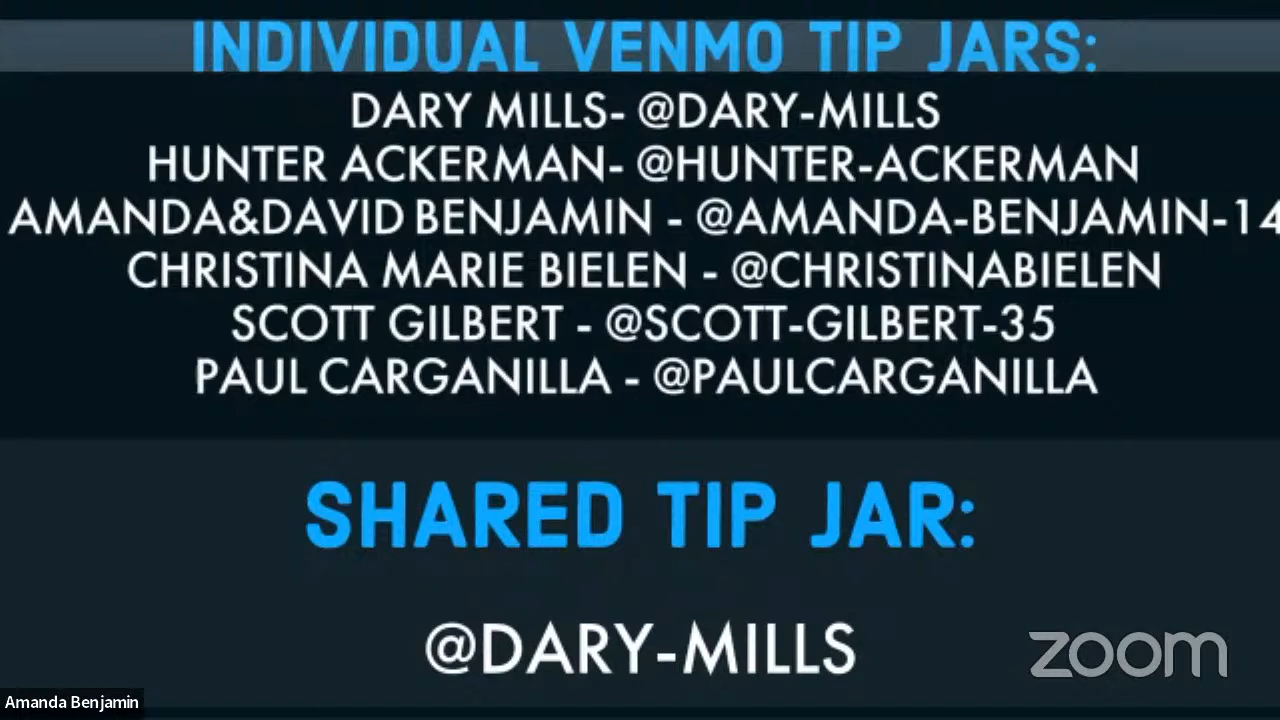 INDIVIDUAL VENMO TIP JARS:
DARY MILLS- @DARY-MILLS
HUNTER ACKERMAN- @HUNTER-ACKERMAN
AMANDA&DAVID BENJAMIN - @AMANDA-BENJAMIN-14
CHRISTINA MARIE BIELEN - @CHRISTINABIELEN
SCOTT GILBERT - @SCOTT-GILBERT-35
PAUL CARGANILLA - @PAULCARGANILLA
SHARED TIP JAR:
@DARY-MILLS
zoom
Amanda Benjamin